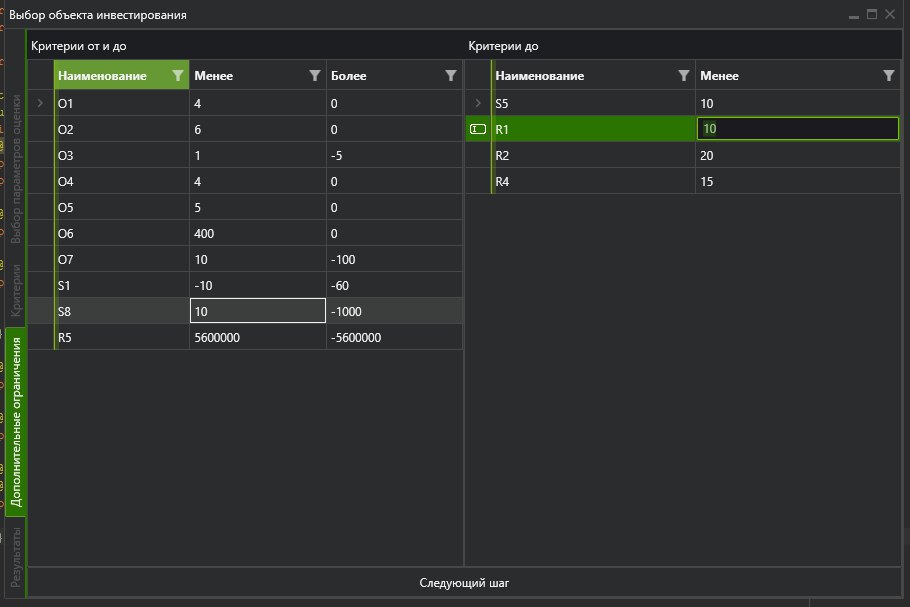 Выбор объекта инвестирования
Критерии от и до
Наименование Менее Более
O1 4 0
O2 6 0
O3 1 -5
O4 4 0
O5 5 0
O6 400 0
O7 10 -100
S1 -10 -60
S8 10 -1000
R5 5600000 -5600000
Критерии до
Наименование Менее
S5 10
R1 10
R2 20
R4 15
Выбор параметров оценки
Критерии
Дополнительные ограничения
Результаты
Следующий шаг